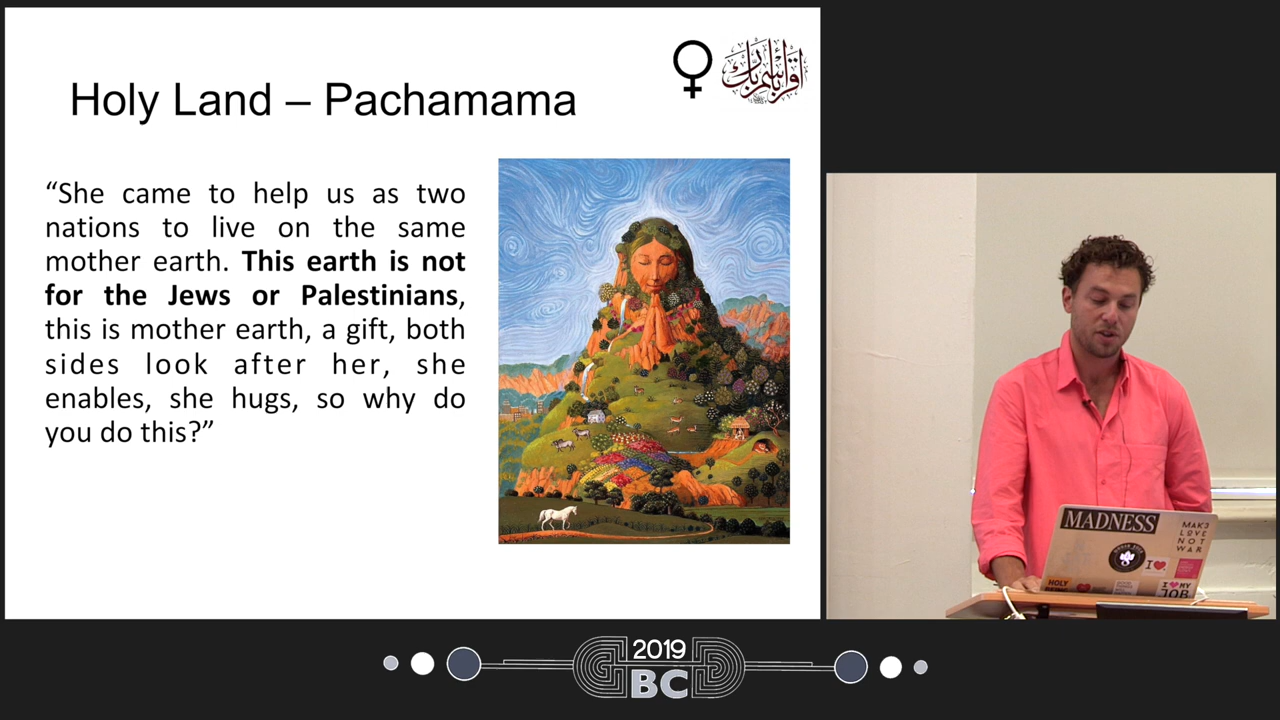 اقرأ باسم ربك
Holy Land – Pachamama
“She came to help us as two
nations to live on the same
mother earth. This earth is not
for the Jews or Palestinians,
this is mother earth, a gift, both
sides look after her, she
enables, she hugs, so why do
you do this?”
MADNESS
MAK3
LOVE
NOT
WAR
I ♥
HOLY
I ♥ MY
JOB
2019
BC